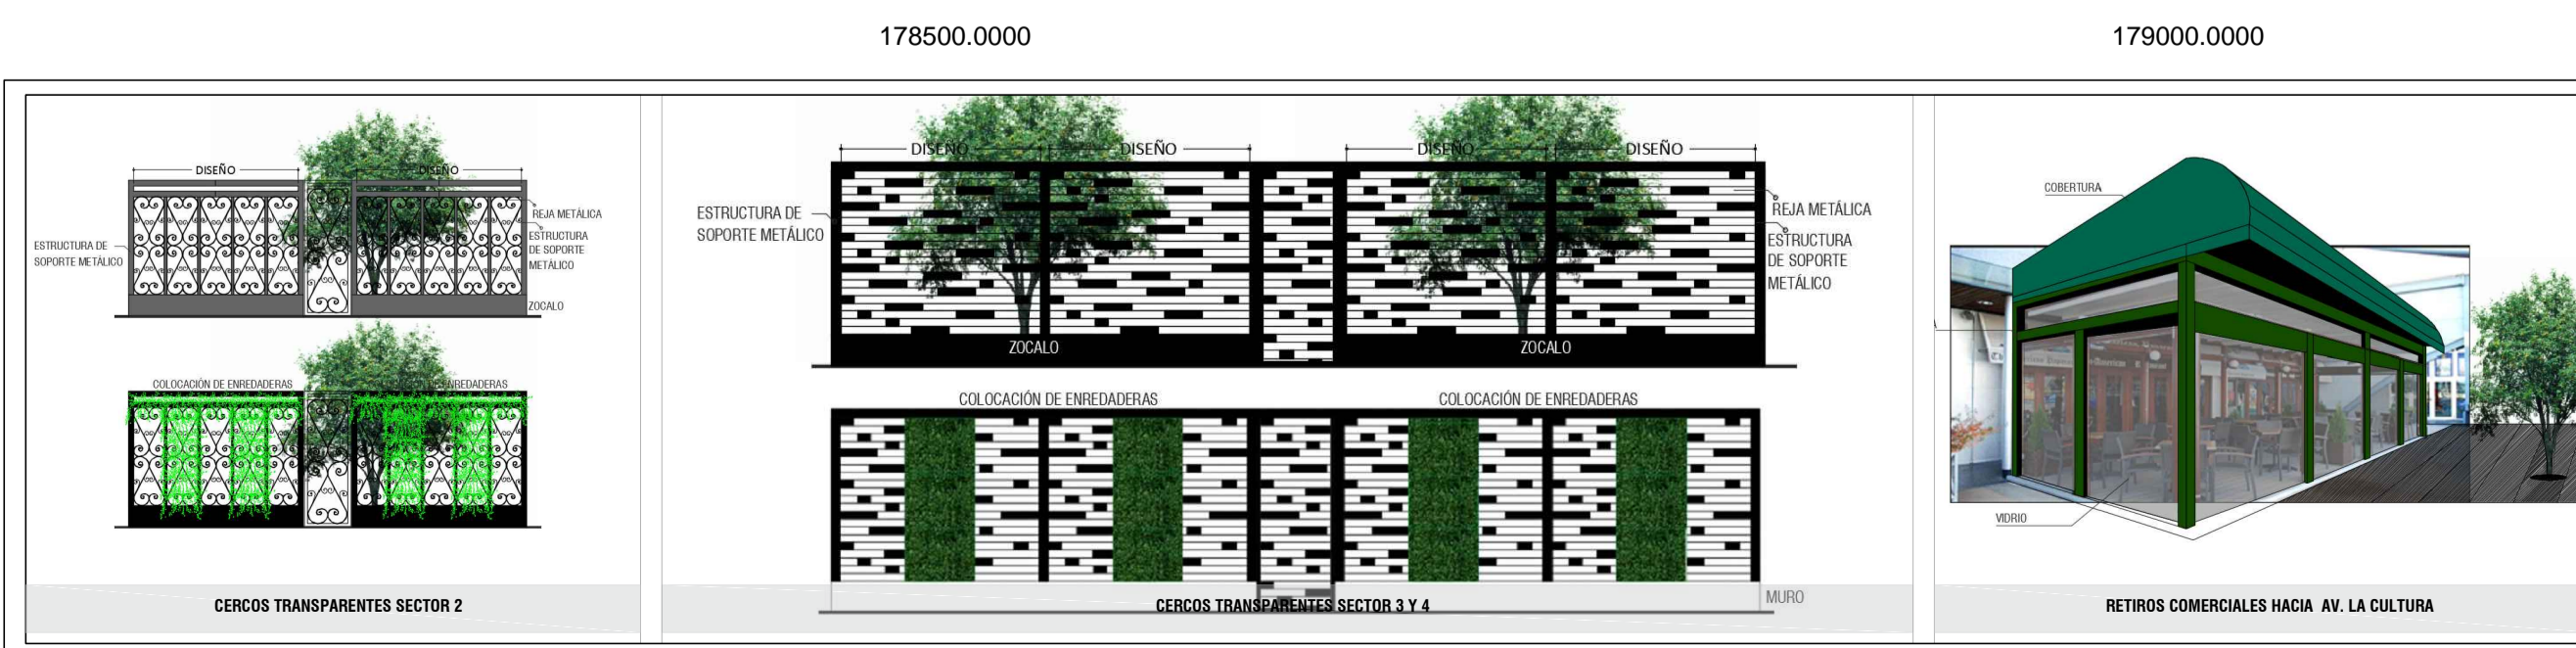 178500.0000
179000.0000
DISEÑO
DISEÑO
REJA METÁLICA
ESTRUCTURA
DE SOPORTE
METÁLICO
ESTRUCTURA DE
SOPORTE METÁLICO
ZOCALO
COLOCACIÓN DE ENREDADERAS
COLOCACIÓN DE ENREDADERAS
CERCOS TRANSPARENTES SECTOR 2
DISEÑO
DISEÑO
DISEÑO
DISEÑO
ESTRUCTURA DE
SOPORTE METÁLICO
REJA METÁLICA
ESTRUCTURA
DE SOPORTE
METÁLICO
ZOCALO
ZOCALO
COLOCACIÓN DE ENREDADERAS
COLOCACIÓN DE ENREDADERAS
MURO
CERCOS TRANSPARENTES SECTOR 3 Y 4
COBERTURA
VIDRIO
RETIROS COMERCIALES HACIA AV. LA CULTURA